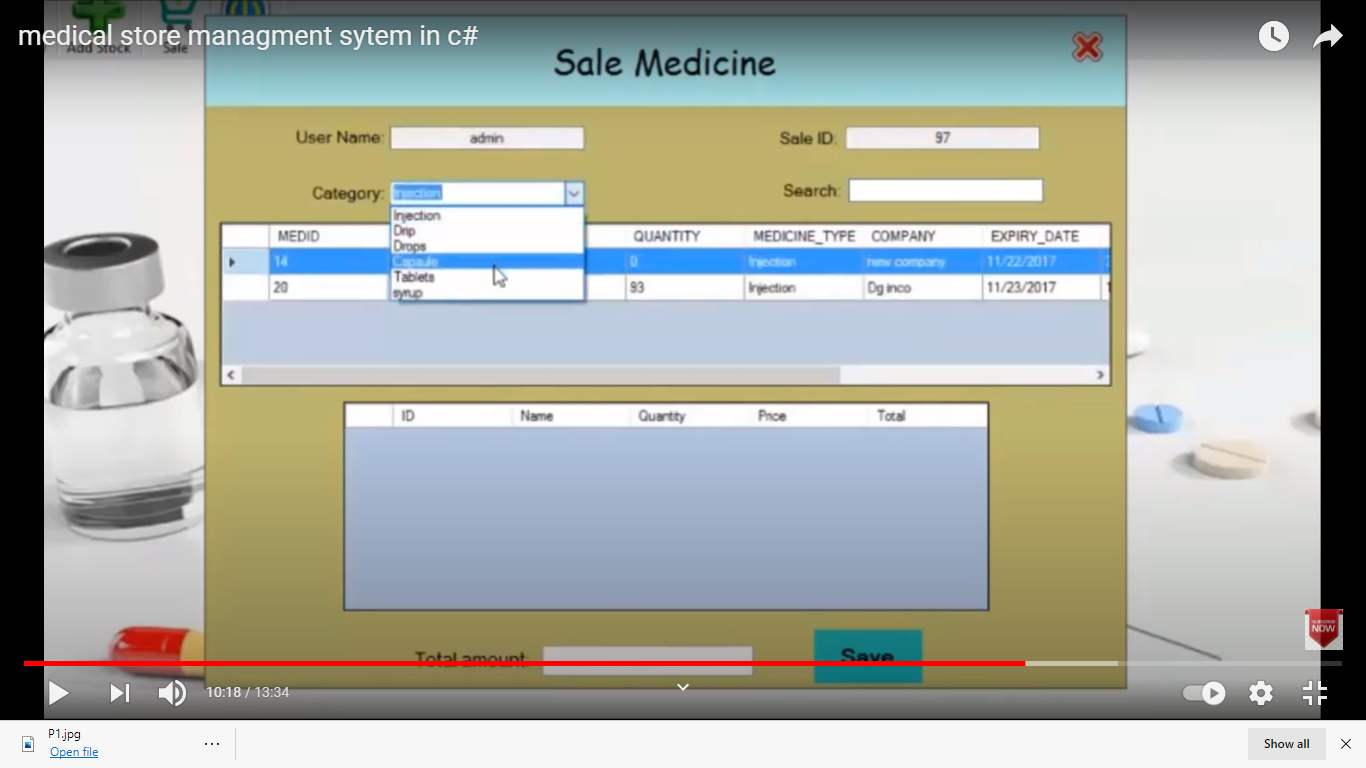 medical store managment sytem in c#
Add Stock
Sale
Sale Medicine
User Name: admin
Sale ID: 97
Category: Injection
Search:
Injection
Drip
Drops
Capsule
Tablets
syrup
MEDID QUANTITY MEDICINE_TYPE COMPANY EXPIRY_DATE
14 0 Injection new company 11/22/2017
20 93 Injection Dg inco 11/23/2017
ID Name Quantity Price Total
Total amount:
Save
SUBSCRIBE
NOW
10:18 / 13:34
P1.jpg
Open file
Show all